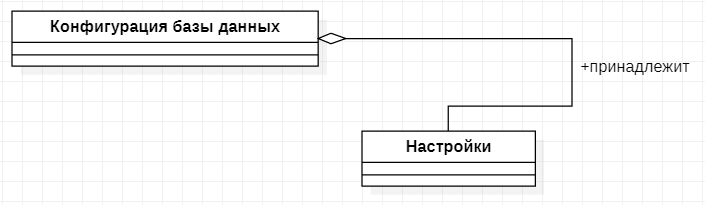 Конфигурация базы данных
+принадлежит
Настройки